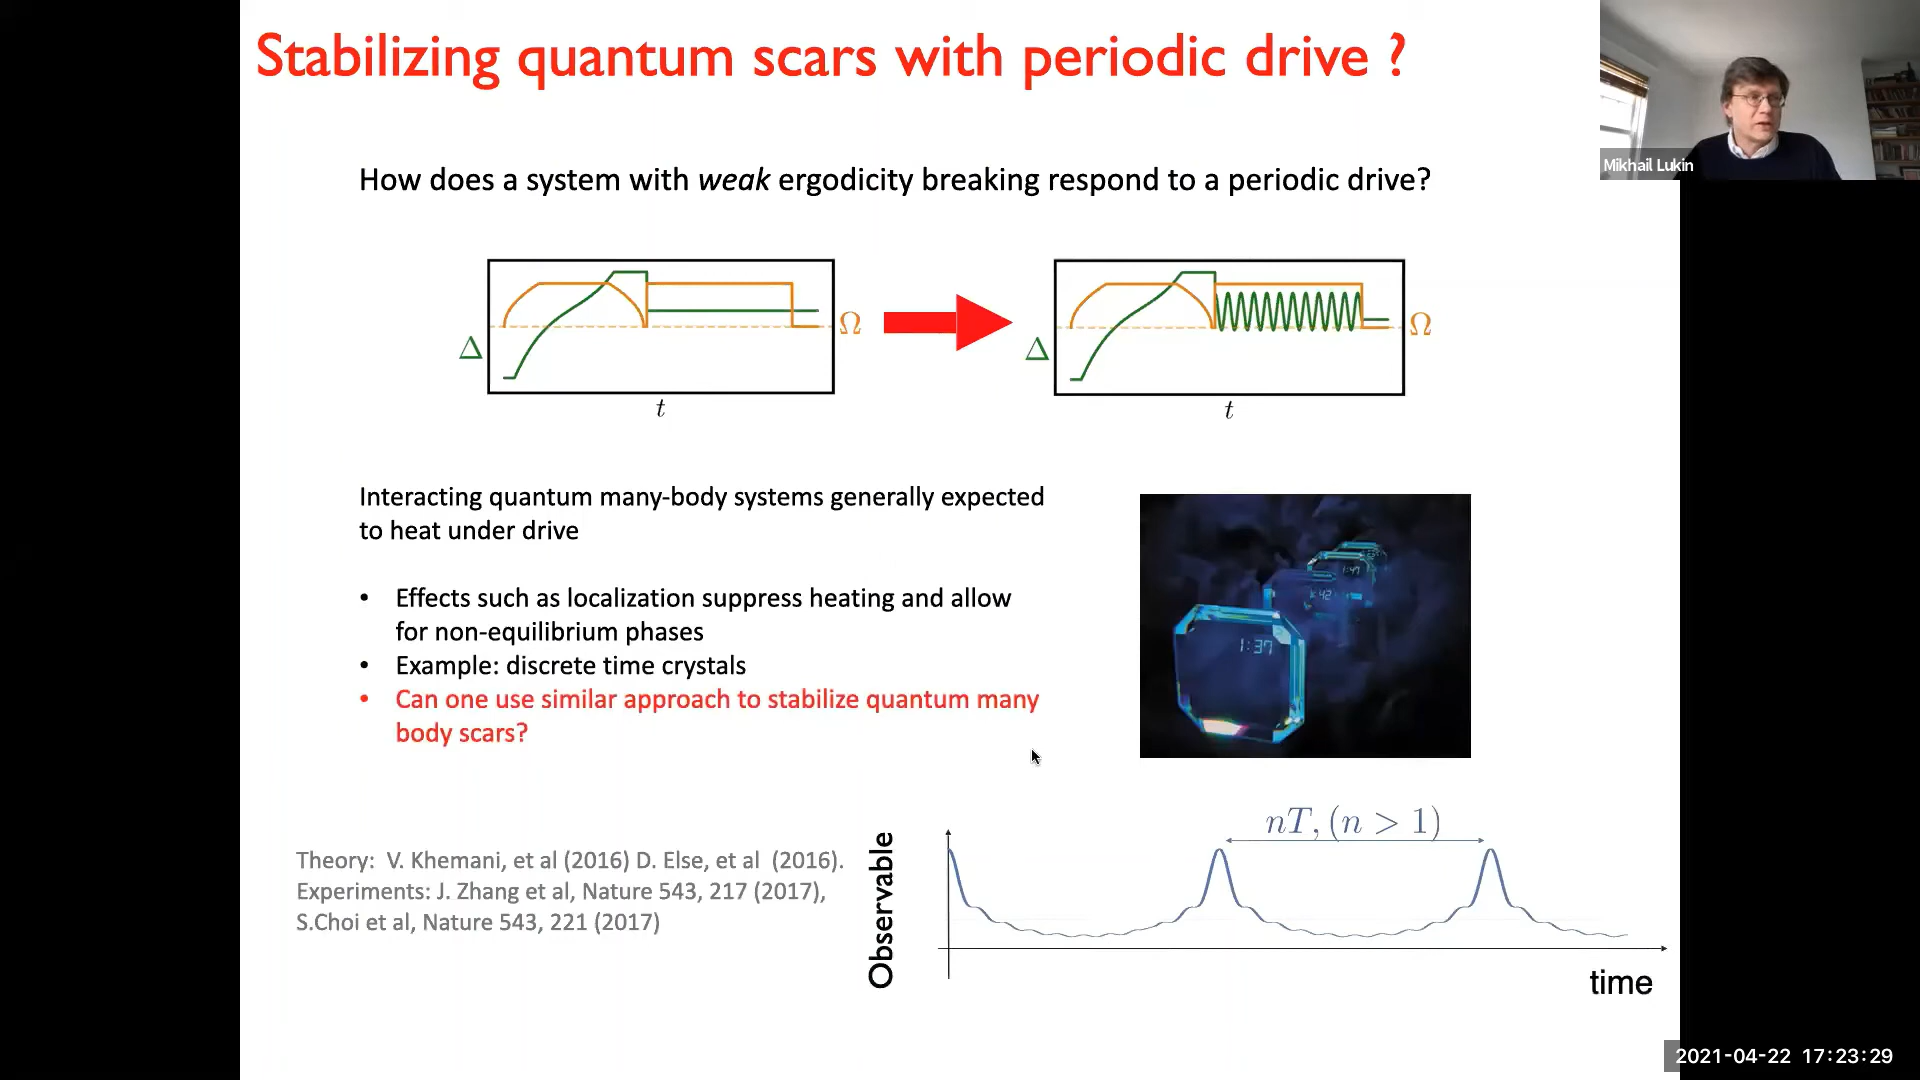 Stabilizing quantum scars with periodic drive ?
Mikhail Lukin
How does a system with weak ergodicity breaking respond to a periodic drive?
Δ
Ω
t
Δ
Ω
t
Interacting quantum many-body systems generally expected
to heat under drive
• Effects such as localization suppress heating and allow
for non-equilibrium phases
• Example: discrete time crystals
• Can one use similar approach to stabilize quantum many
body scars?
1:47
1:37
Theory: V. Khemani, et al (2016) D. Else, et al (2016).
Experiments: J. Zhang et al, Nature 543, 217 (2017),
S.Choi et al, Nature 543, 221 (2017)
Observable
nT, (n > 1)
time
2021-04-22 17:23:29